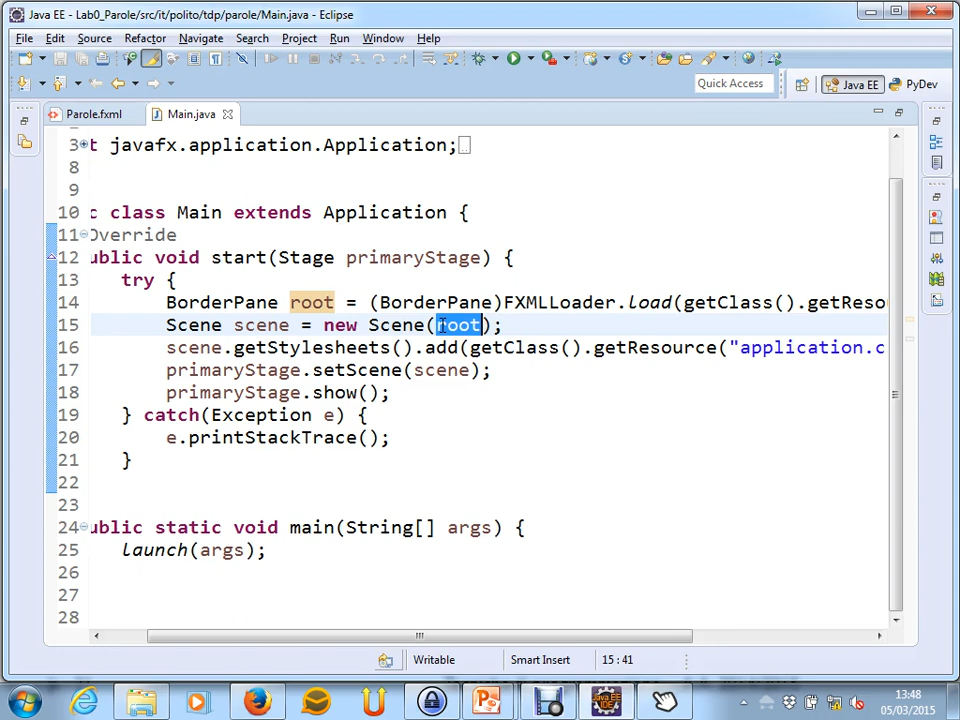 Java EE - Lab0_Parole/src/it/polito/tdp/parole/Main.java - Eclipse
File Edit Source Refactor Navigate Search Project Run Window Help
Quick Access
Java EE
PyDev
Parole.fxml
Main.java
3 t javafx.application.Application;
8
9
10 c class Main extends Application {
11 Override
12 ublic void start(Stage primaryStage) {
13 try {
14 BorderPane root = (BorderPane)FXMLLoader.load(getClass().getReso
15 Scene scene = new Scene(root);
16 scene.getStylesheets().add(getClass().getResource("application.c
17 primaryStage.setScene(scene);
18 primaryStage.show();
19 } catch(Exception e) {
20 e.printStackTrace();
21 }
22
23
24 ublic static void main(String[] args) {
25 launch(args);
26
27
28
Writable
Smart Insert
15 : 41
Java EE IDE
13:48
05/03/2015